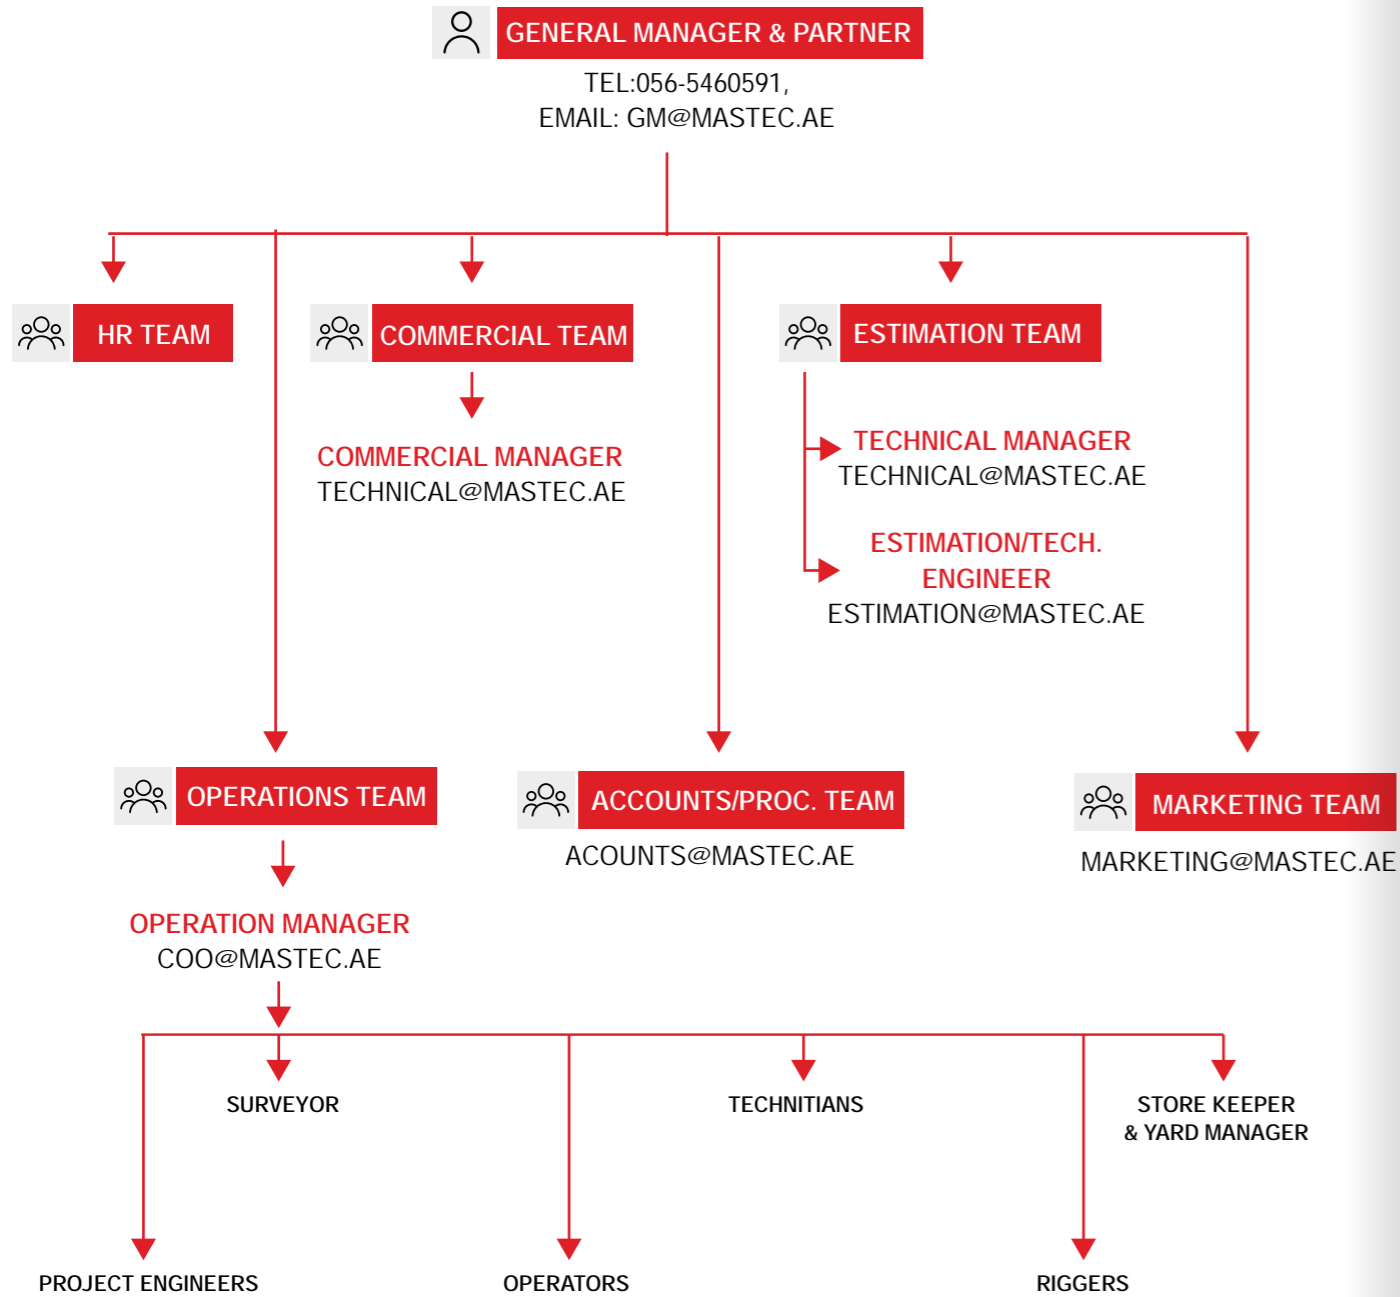 GENERAL MANAGER & PARTNER
TEL:056-5460591,
EMAIL: GM@MASTEC.AE
HR TEAM
COMMERCIAL TEAM
ESTIMATION TEAM
COMMERCIAL MANAGER
TECHNICAL@MASTEC.AE
TECHNICAL MANAGER
TECHNICAL@MASTEC.AE
ESTIMATION/TECH.
ENGINEER
ESTIMATION@MASTEC.AE
OPERATIONS TEAM
ACCOUNTS/PROC. TEAM
MARKETING TEAM
ACOUNTS@MASTEC.AE
MARKETING@MASTEC.AE
OPERATION MANAGER
COO@MASTEC.AE
SURVEYOR
TECHNITIANS
STORE KEEPER
& YARD MANAGER
PROJECT ENGINEERS
OPERATORS
RIGGERS